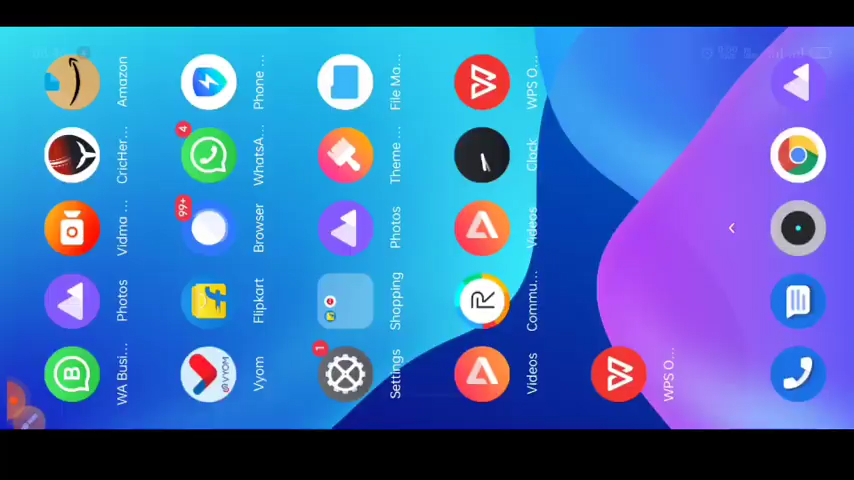 WA Busi... Photos Vidma ... CricHer... Amazon
99+ 4
VYOM
Vyom Flipkart Browser WhatsA... Phone ...
1
Settings Shopping Photos Theme ... File Ma...
Videos Commu... Videos Clock WPS O...
WPS O...